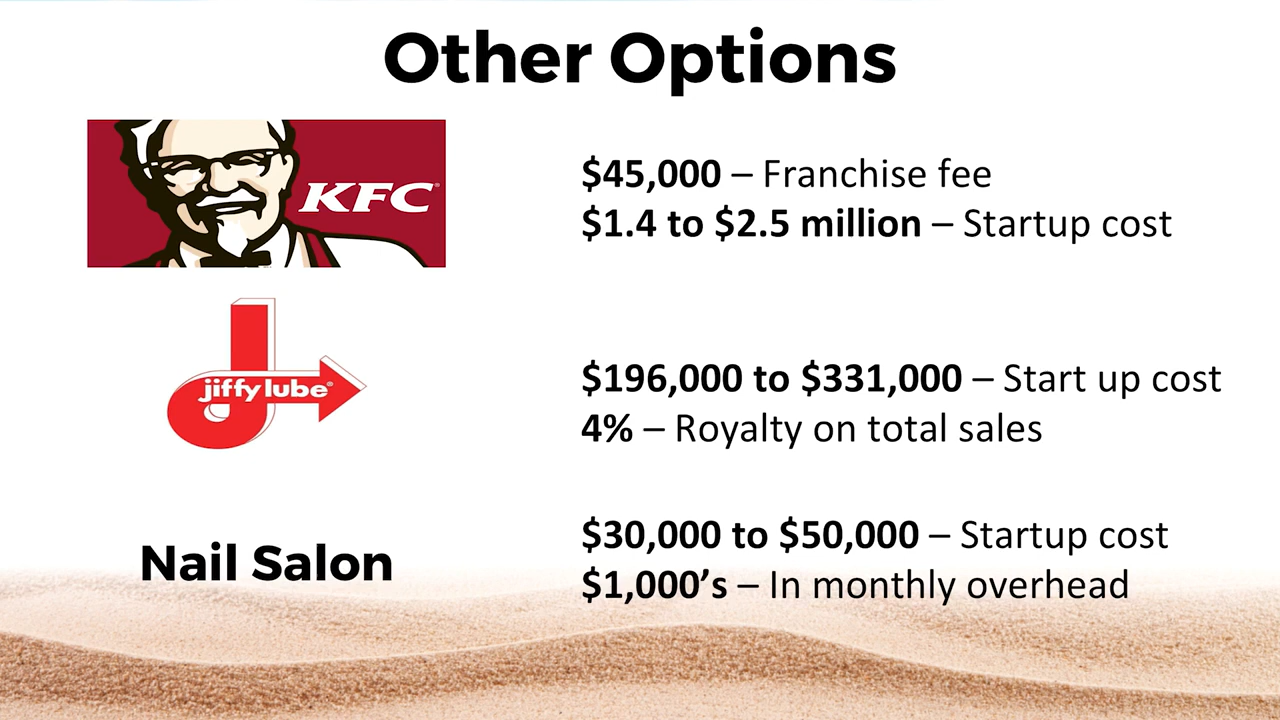 Other Options
KFC
$45,000 – Franchise fee
$1.4 to $2.5 million – Startup cost
jiffy lube
$196,000 to $331,000 – Start up cost
4% – Royalty on total sales
Nail Salon
$30,000 to $50,000 – Startup cost
$1,000’s – In monthly overhead